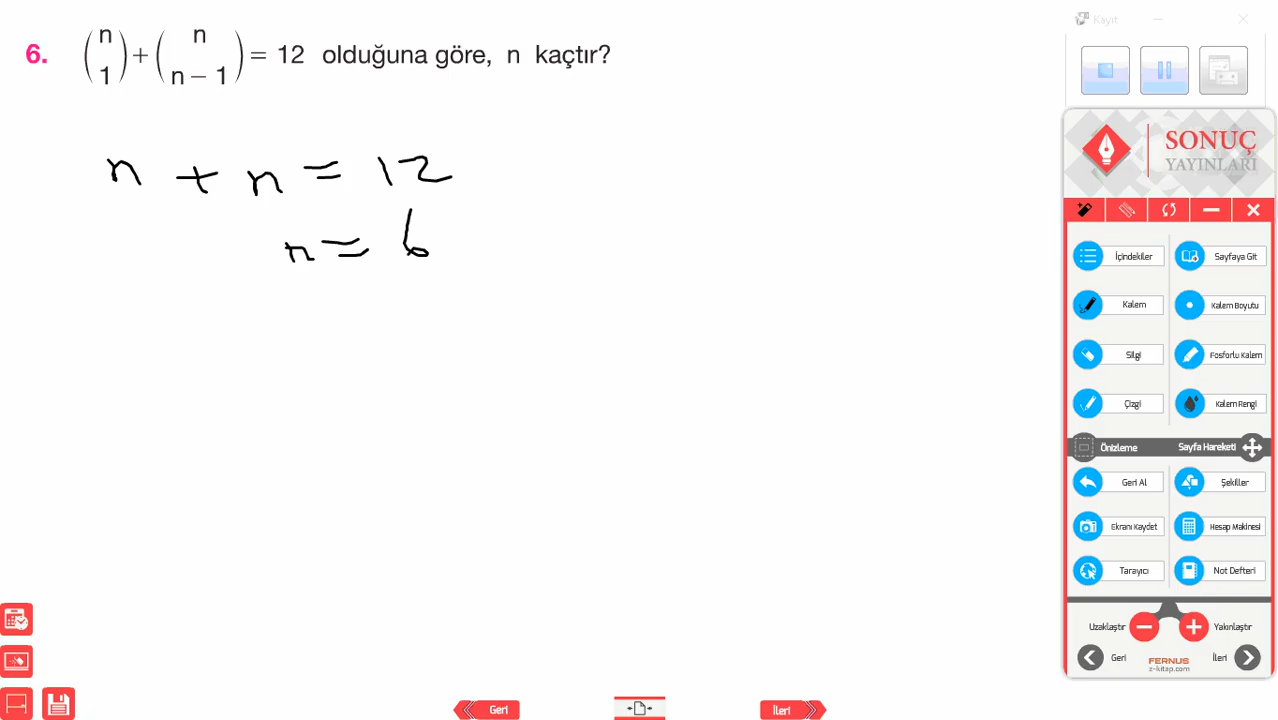 6. (n 1) + (n n − 1) = 12 olduğuna göre, n kaçtır?
n + n = 12
n = 6
Kayıt
SONUÇ
YAYINLARI
İçindekiler
Sayfaya Git
Kalem
Kalem Boyutu
Silgi
Fosforlu Kalem
Çizgi
Kalem Rengi
Önizleme
Sayfa Hareketi
Geri Al
Şekiller
Ekranı Kaydet
Hesap Makinesi
Tarayıcı
Not Defteri
Uzaklaştır
Yakınlaştır
Geri
FERNUS
z-kitap.com
İleri
Geri
İleri